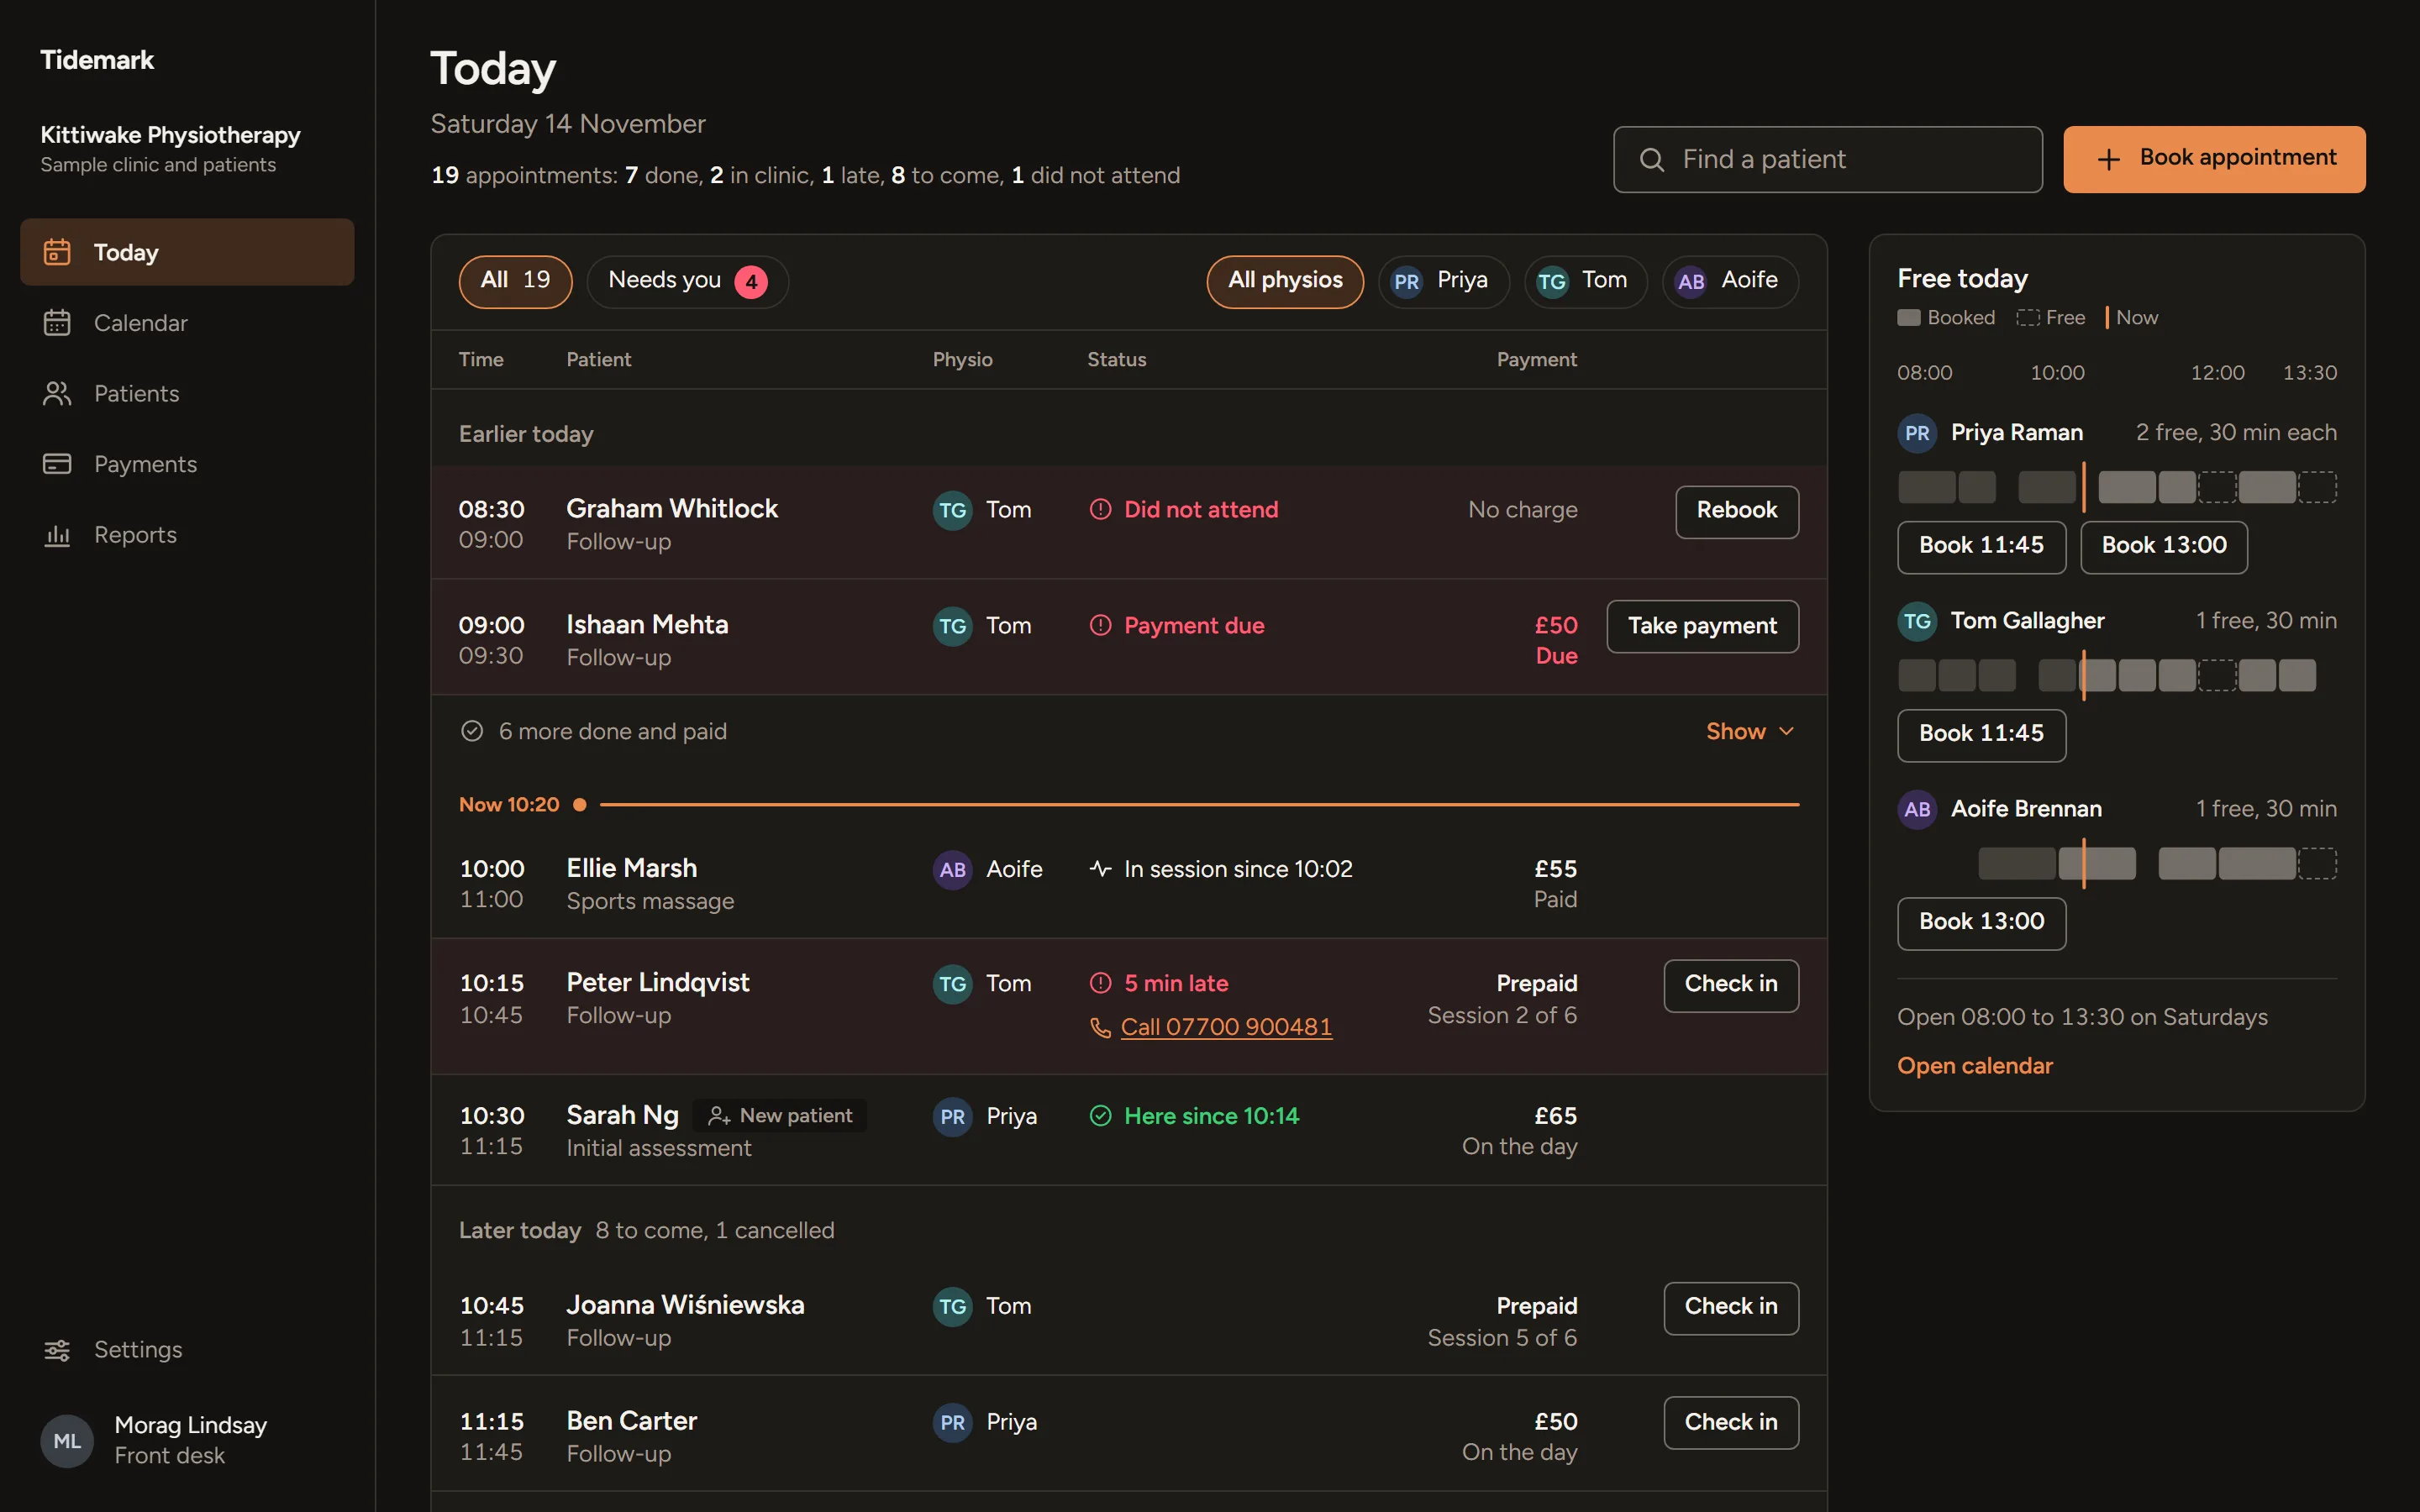 Tidemark
Kittiwake Physiotherapy
Sample clinic and patients
Today
Calendar
Patients
Payments
Reports
Settings
ML
Morag Lindsay
Front desk
Today
Saturday 14 November
19 appointments: 7 done, 2 in clinic, 1 late, 8 to come, 1 did not attend
Find a patient
Book appointment
All 19
Needs you 4
All physios
PR Priya
TG Tom
AB Aoife
Time Patient Physio Status Payment
Earlier today
08:30 Graham Whitlock TG Tom Did not attend No charge Rebook
09:00 Follow-up
09:00 Ishaan Mehta TG Tom Payment due £50 Take payment
09:30 Follow-up Due
6 more done and paid Show
Now 10:20
10:00 Ellie Marsh AB Aoife In session since 10:02 £55
11:00 Sports massage Paid
10:15 Peter Lindqvist TG Tom 5 min late Prepaid Check in
10:45 Follow-up Call 07700 900481 Session 2 of 6
10:30 Sarah Ng New patient PR Priya Here since 10:14 £65
11:15 Initial assessment On the day
Later today 8 to come, 1 cancelled
10:45 Joanna Wiśniewska TG Tom Prepaid Check in
11:15 Follow-up Session 5 of 6
11:15 Ben Carter PR Priya £50 Check in
11:45 Follow-up On the day
Free today
Booked Free Now
08:00 10:00 12:00 13:30
PR Priya Raman 2 free, 30 min each
Book 11:45 Book 13:00
TG Tom Gallagher 1 free, 30 min
Book 11:45
AB Aoife Brennan 1 free, 30 min
Book 13:00
Open 08:00 to 13:30 on Saturdays
Open calendar